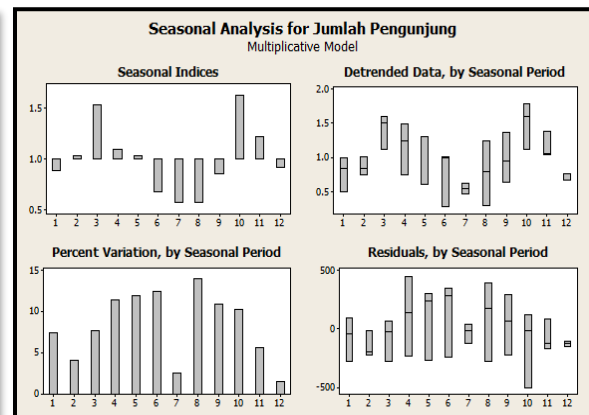 Seasonal Analysis for Jumlah Pengunjung
Multiplicative Model
Seasonal Indices
1.5
1.0
0.5
1 2 3 4 5 6 7 8 9 10 11 12
Detrended Data, by Seasonal Period
2.0
1.5
1.0
0.5
1 2 3 4 5 6 7 8 9 10 11 12
Percent Variation, by Seasonal Period
15
10
5
0
1 2 3 4 5 6 7 8 9 10 11 12
Residuals, by Seasonal Period
500
0
-500
1 2 3 4 5 6 7 8 9 10 11 12